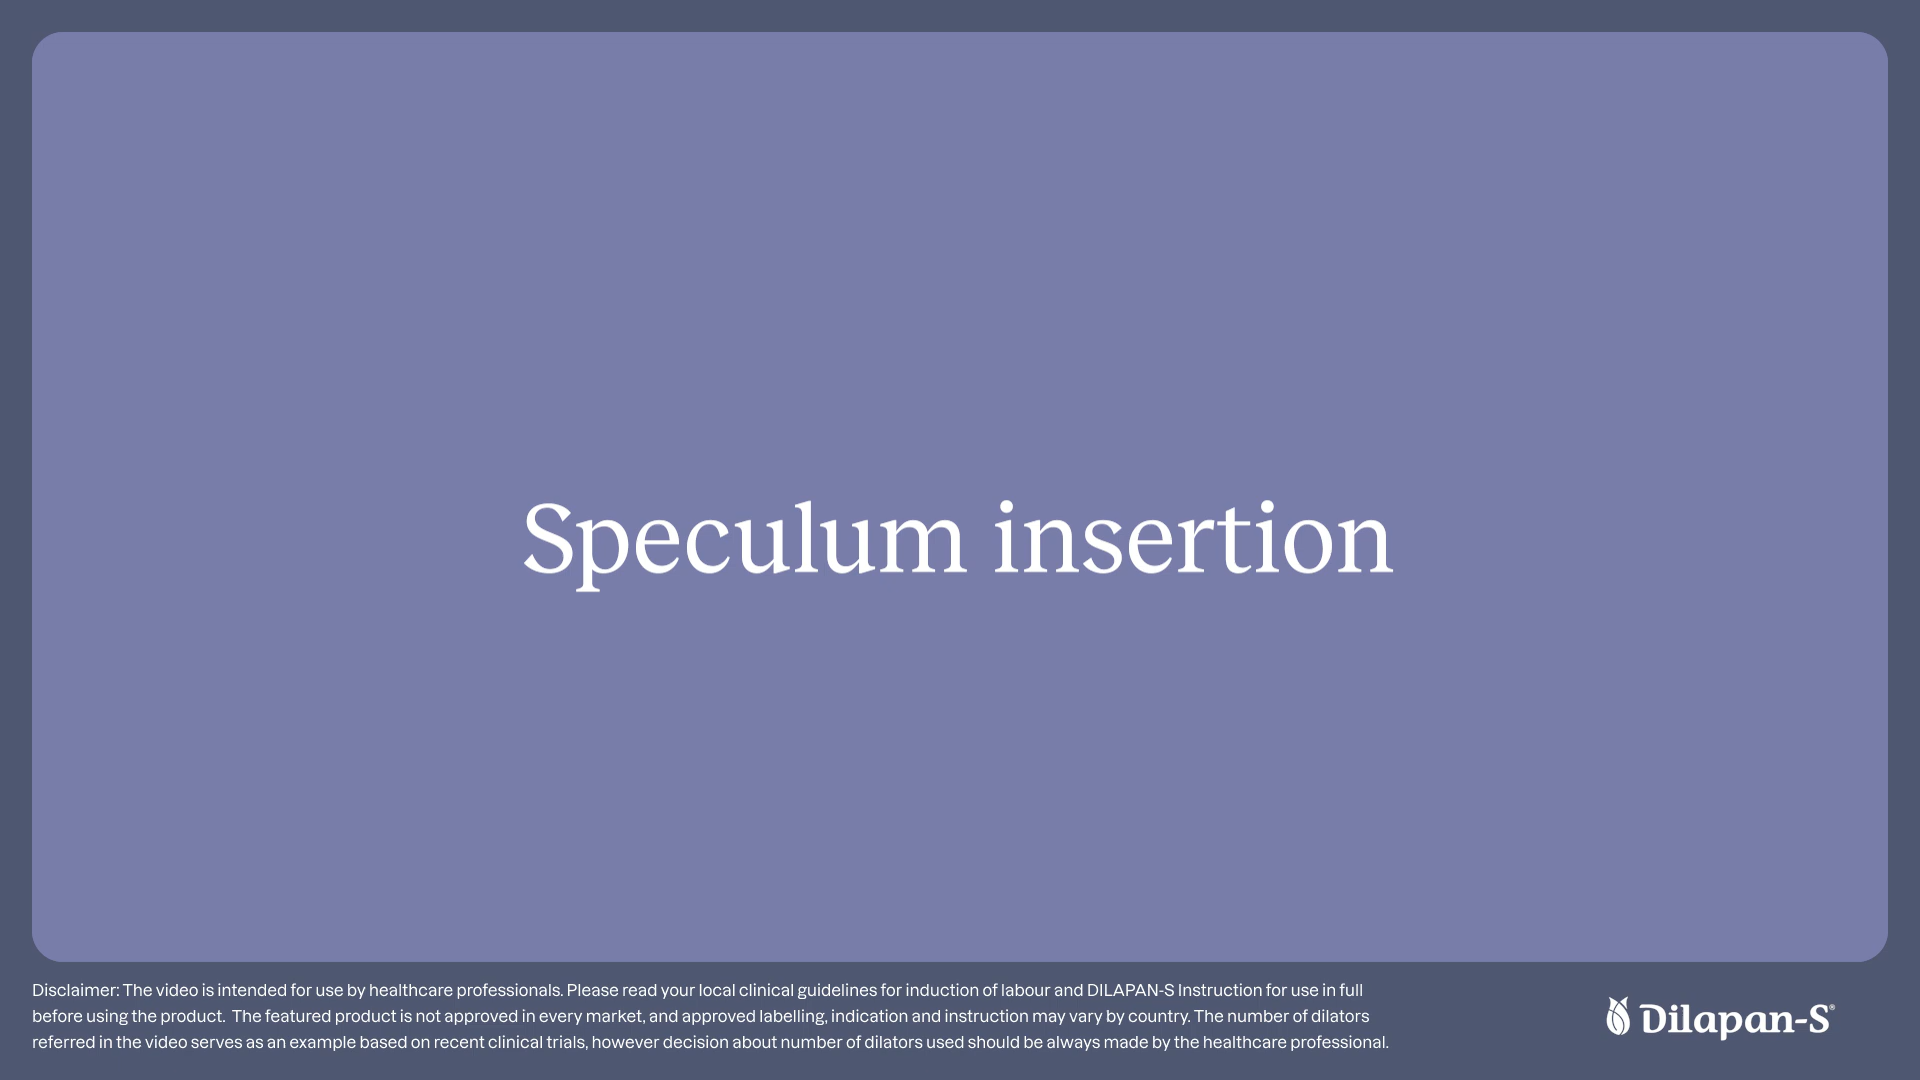 Speculum insertion
Disclaimer: The video is intended for use by healthcare professionals. Please read your local clinical guidelines for induction of labour and DILAPAN-S Instruction for use in full
before using the product.  The featured product is not approved in every market, and approved labelling, indication and instruction may vary by country. The number of dilators
referred in the video serves as an example based on recent clinical trials, however decision about number of dilators used should be always made by the healthcare professional.
Dilapan-S®